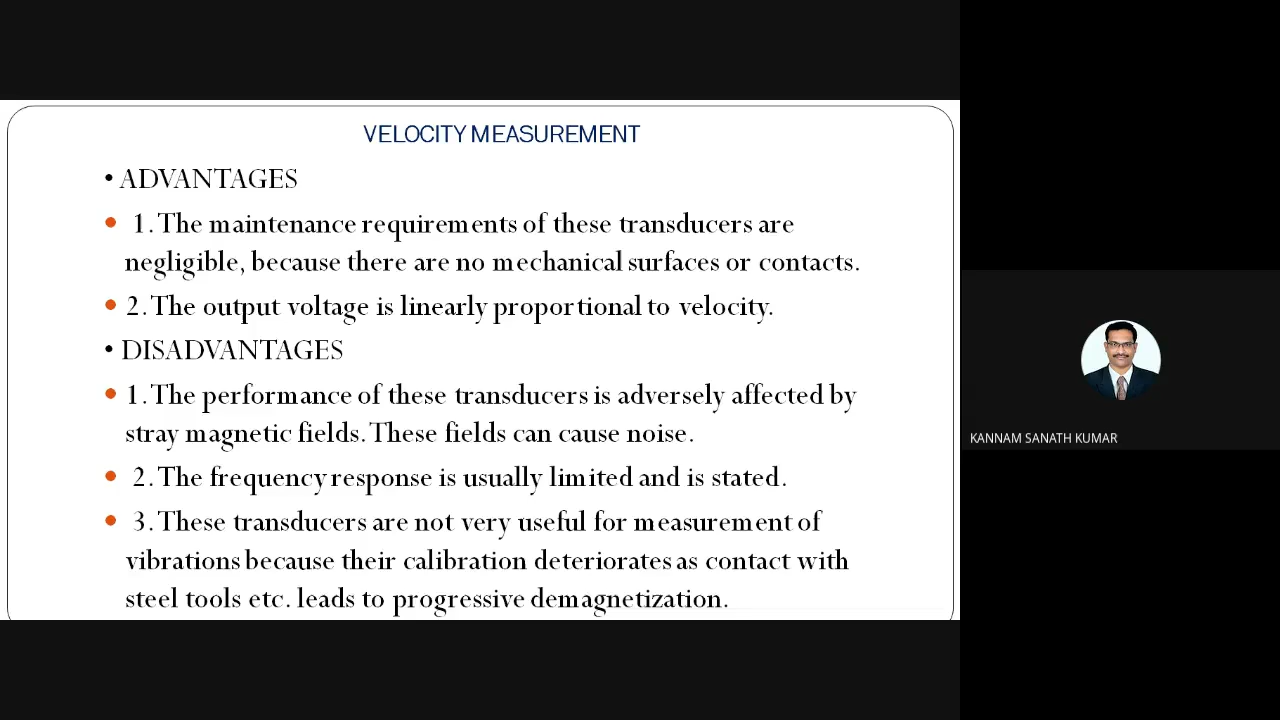 VELOCITY MEASUREMENT
• ADVANTAGES
• 1. The maintenance requirements of these transducers are
negligible, because there are no mechanical surfaces or contacts.
• 2. The output voltage is linearly proportional to velocity.
• DISADVANTAGES
• 1. The performance of these transducers is adversely affected by
stray magnetic fields. These fields can cause noise.
• 2. The frequency response is usually limited and is stated.
• 3. These transducers are not very useful for measurement of
vibrations because their calibration deteriorates as contact with
steel tools etc. leads to progressive demagnetization.
KANNAM SANATH KUMAR